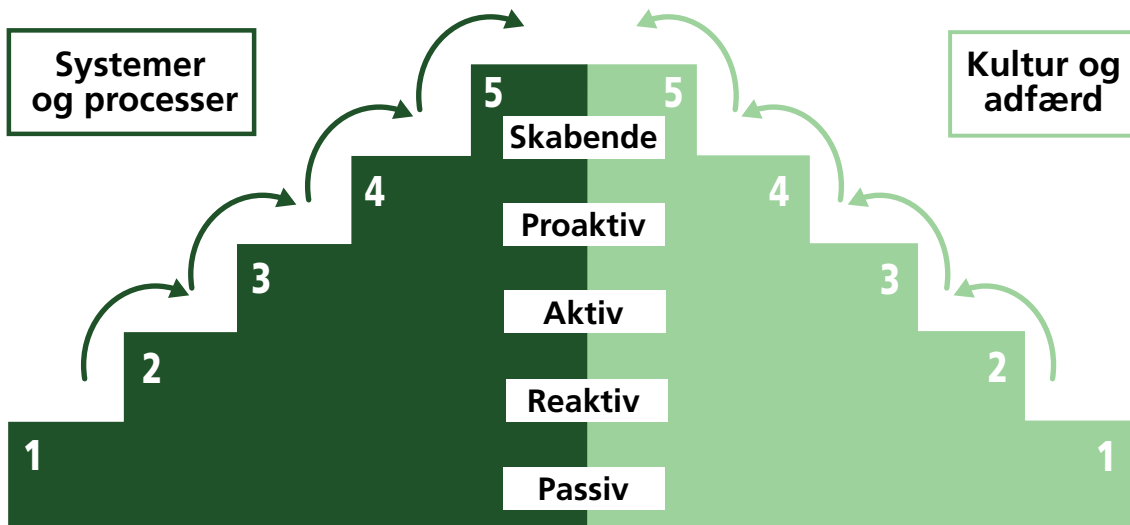 Systemer
og processer
Kultur og
adfærd
5
5
Skabende
4
4
Proaktiv
3
3
Aktiv
2
2
Reaktiv
1
1
Passiv